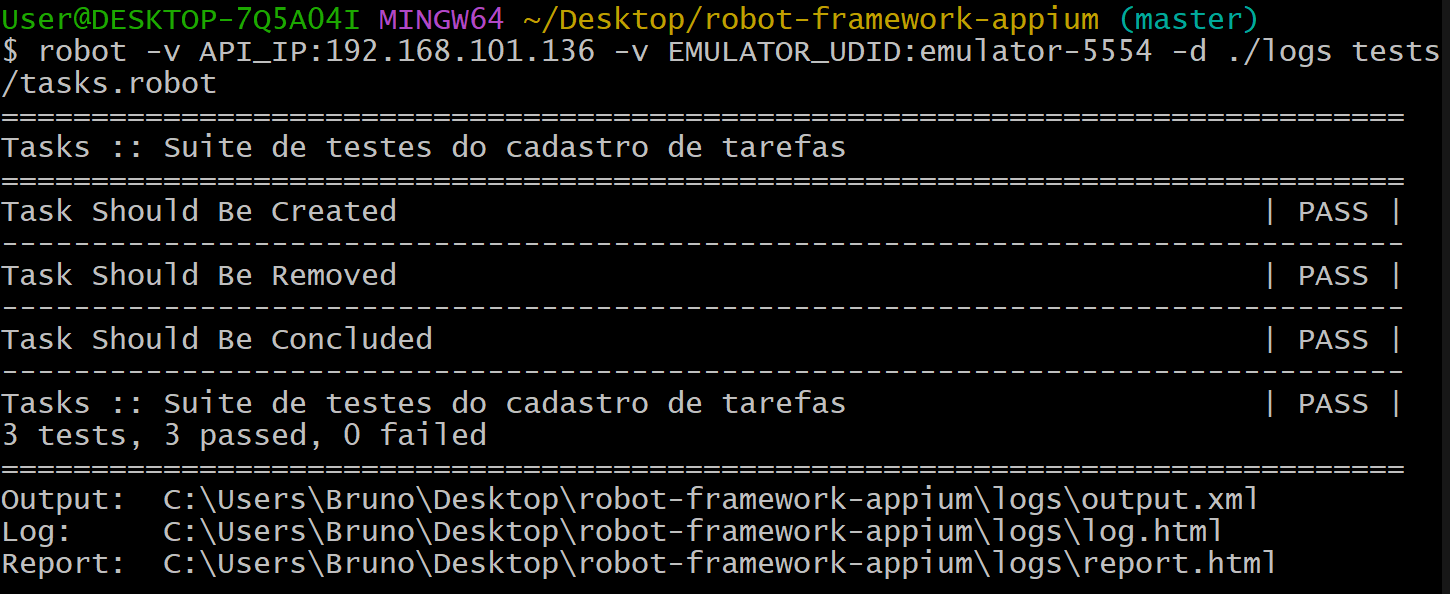 User@DESKTOP-7Q5AO4I MINGW64 ~/Desktop/robot-framework-appium (master)
$ robot -v API_IP:192.168.101.136 -v EMULATOR_UDID:emulator-5554 -d ./logs tests
/tasks.robot
==============================================================================
Tasks :: Suite de testes do cadastro de tarefas
==============================================================================
Task Should Be Created                                                | PASS |
------------------------------------------------------------------------------
Task Should Be Removed                                                | PASS |
------------------------------------------------------------------------------
Task Should Be Concluded                                              | PASS |
------------------------------------------------------------------------------
Tasks :: Suite de testes do cadastro de tarefas                       | PASS |
3 tests, 3 passed, 0 failed
==============================================================================
Output:  C:\Users\Bruno\Desktop\robot-framework-appium\logs\output.xml
Log:     C:\Users\Bruno\Desktop\robot-framework-appium\logs\log.html
Report:  C:\Users\Bruno\Desktop\robot-framework-appium\logs\report.html